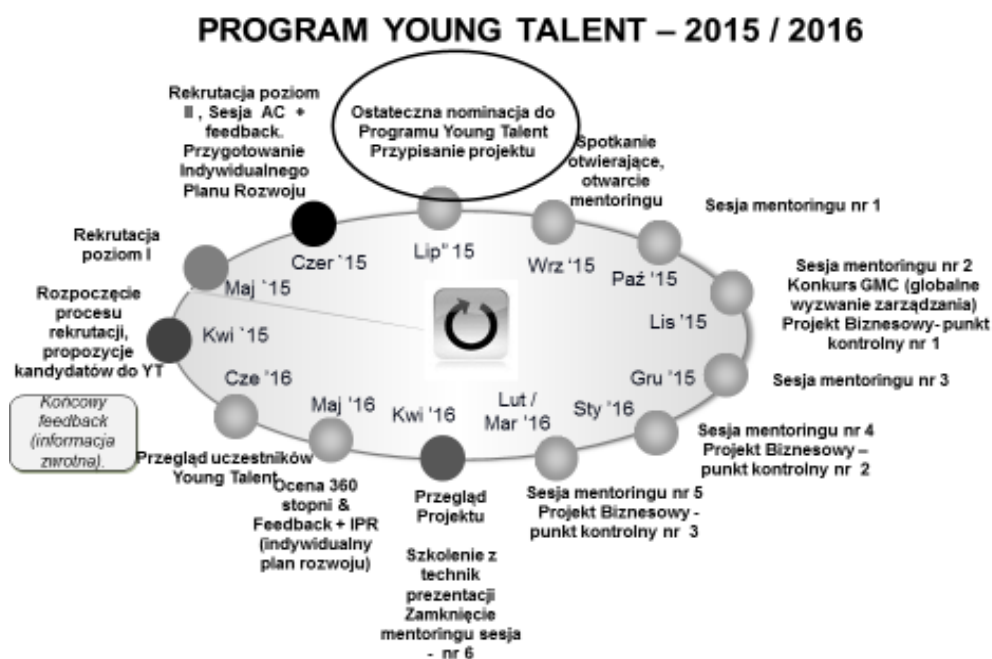 PROGRAM YOUNG TALENT – 2015 / 2016
Rekrutacja poziom
II , Sesja AC +
feedback.
Przygotowanie
Indywidualnego
Planu Rozwoju
Ostateczna nominacja do
Programu Young Talent
Przypisanie projektu
Spotkanie
otwierające,
otwarcie
mentoringu
Sesja mentoringu nr 1
Sesja mentoringu nr 2
Konkurs GMC (globalne
wyzwanie zarządzania)
Projekt Biznesowy- punkt
kontrolny nr 1
Sesja mentoringu nr 3
Sesja mentoringu nr 4
Projekt Biznesowy –
punkt kontrolny nr 2
Sesja mentoringu nr 5
Projekt Biznesowy -
punkt kontrolny nr 3
Przegląd
Projektu
Szkolenie z
technik
prezentacji
Zamknięcie
mentoringu sesja
- nr 6
Ocena 360
stopni &
Feedback + IPR
(indywidualny
plan rozwoju)
Przegląd uczestników
Young Talent
Końcowy
feedback
(informacja
zwrotna).
Rozpoczęcie
procesu
rekrutacji,
propozycje
kandydatów do YT
Rekrutacja
poziom I
Kwi `15
Maj '15
Czer `15
Lip" 15
Wrz '15
Paź '15
Lis '15
Gru '15
Sty '16
Lut /
Mar '16
Kwi '16
Maj '16
Cze '16